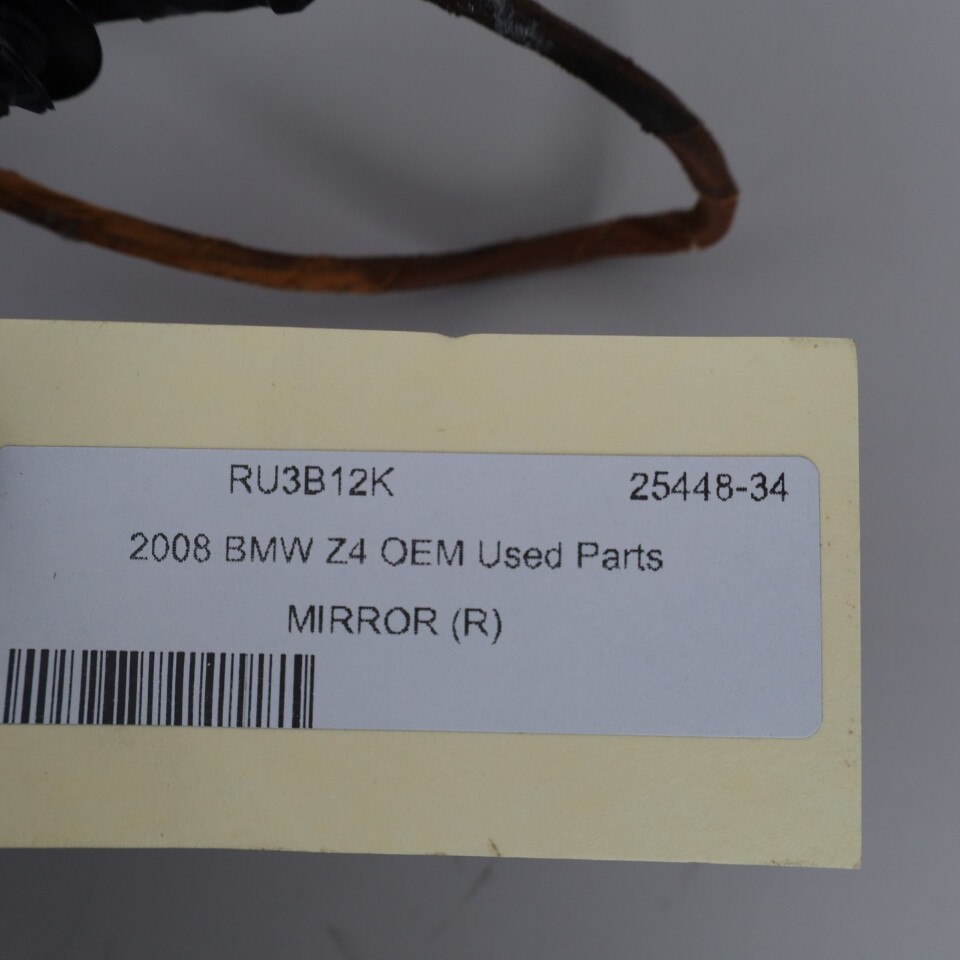 RU3B12K 25448-34
2008 BMW Z4 OEM Used Parts
MIRROR (R)